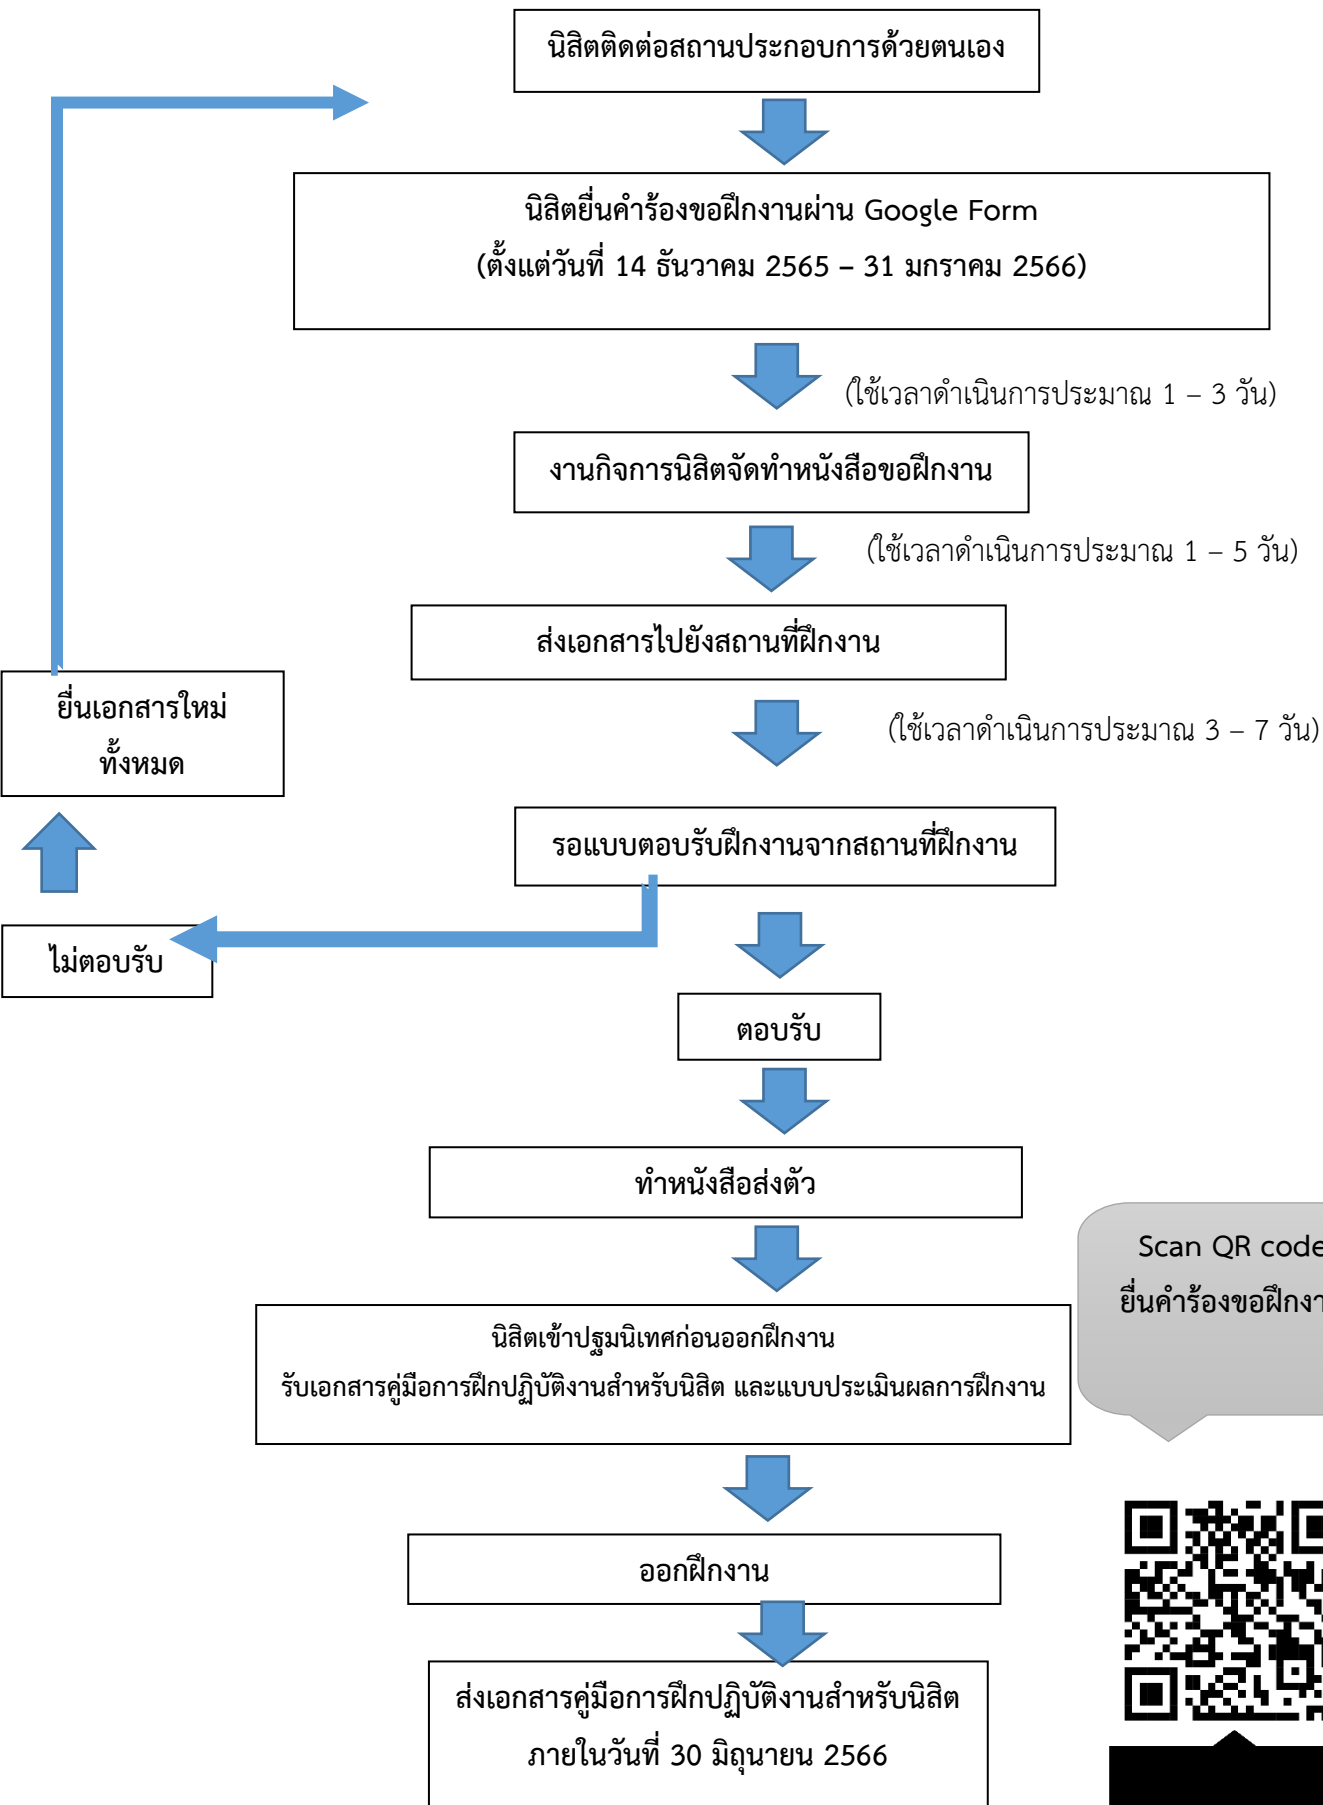 นิสิตติดต่อสถานประกอบการด้วยตนเอง
นิสิตยื่นคำร้องขอฝึกงานผ่าน Google Form
(ตั้งแต่วันที่ 14 ธันวาคม 2565 – 31 มกราคม 2566)
(ใช้เวลาดำเนินการประมาณ 1 – 3 วัน)
งานกิจการนิสิตจัดทำหนังสือขอฝึกงาน
(ใช้เวลาดำเนินการประมาณ 1 – 5 วัน)
ส่งเอกสารไปยังสถานที่ฝึกงาน
ยื่นเอกสารใหม่
ทั้งหมด
(ใช้เวลาดำเนินการประมาณ 3 – 7 วัน)
รอแบบตอบรับฝึกงานจากสถานที่ฝึกงาน
ไม่ตอบรับ
ตอบรับ
ทำหนังสือส่งตัว
Scan QR code
ยื่นคำร้องขอฝึกงา
นิสิตเข้าปฐมนิเทศก่อนออกฝึกงาน
รับเอกสารคู่มือการฝึกปฏิบัติงานสำหรับนิสิต และแบบประเมินผลการฝึกงาน
ออกฝึกงาน
ส่งเอกสารคู่มือการฝึกปฏิบัติงานสำหรับนิสิต
ภายในวันที่ 30 มิถุนายน 2566